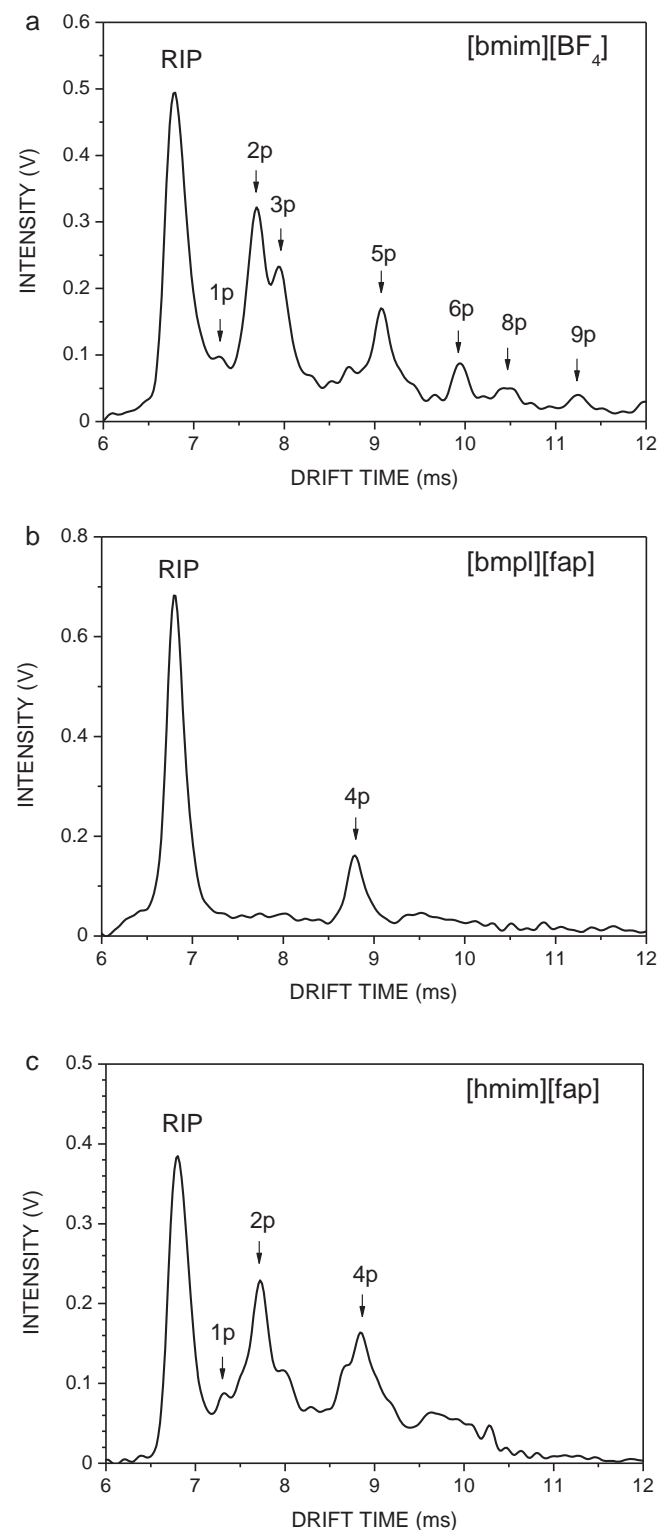 a
[bmim][BF₄]
RIP
2p
3p
1p
5p
6p
8p
9p
0.6
0.5
0.4
0.3
0.2
0.1
0
INTENSITY (V)
6 7 8 9 10 11 12
DRIFT TIME (ms)
b
[bmpl][fap]
RIP
4p
0.8
0.6
0.4
0.2
0
INTENSITY (V)
6 7 8 9 10 11 12
DRIFT TIME (ms)
c
[hmim][fap]
RIP
2p
1p
4p
0.5
0.4
0.3
0.2
0.1
0
INTENSITY (V)
6 7 8 9 10 11 12
DRIFT TIME (ms)